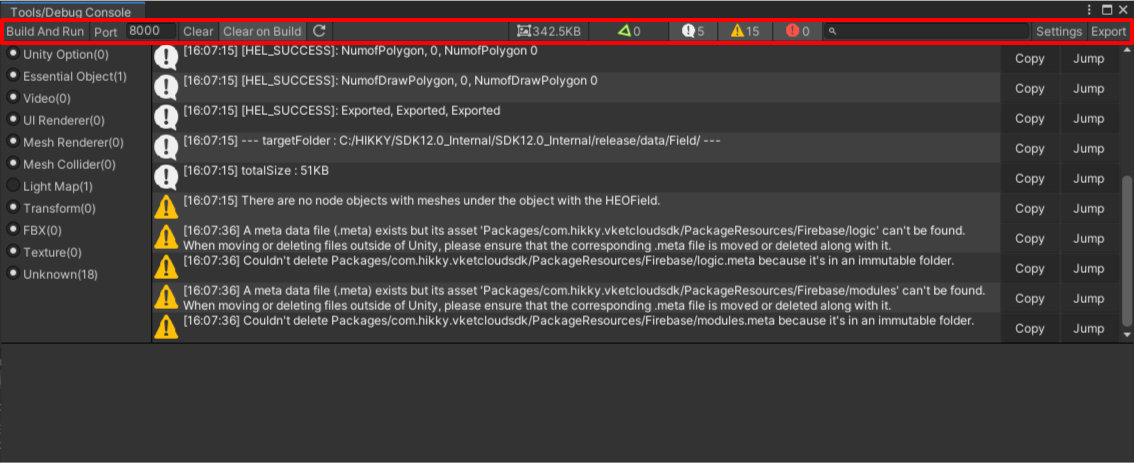 Tools/Debug Console
Build And Run Port 8000 Clear Clear on Build 342.5KB 0 5 15 0 Settings Export
Unity Option(0)
Essential Object(1)
Video(0)
UI Renderer(0)
Mesh Renderer(0)
Mesh Collider(0)
Light Map(1)
Transform(0)
FBX(0)
Texture(0)
Unknown(18)
[16:07:15] [HEL_SUCCESS]: NumofPolygon, 0, NumofPolygon 0
Copy Jump
[16:07:15] [HEL_SUCCESS]: NumofDrawPolygon, 0, NumofDrawPolygon 0
Copy Jump
[16:07:15] [HEL_SUCCESS]: Exported, Exported, Exported
Copy Jump
[16:07:15] --- targetFolder : C:/HIKKY/SDK12.0_Internal/SDK12.0_Internal/release/data/Field/ ---
Copy Jump
[16:07:15] totalSize : 51KB
Copy Jump
[16:07:15] There are no node objects with meshes under the object with the HEOField.
Copy Jump
[16:07:36] A meta data file (.meta) exists but its asset 'Packages/com.hikky.vketcloudsdk/PackageResources/Firebase/logic' can't be found.
When moving or deleting files outside of Unity, please ensure that the corresponding .meta file is moved or deleted along with it.
Copy Jump
[16:07:36] Couldn't delete Packages/com.hikky.vketcloudsdk/PackageResources/Firebase/logic.meta because it's in an immutable folder.
Copy Jump
[16:07:36] A meta data file (.meta) exists but its asset 'Packages/com.hikky.vketcloudsdk/PackageResources/Firebase/modules' can't be found.
When moving or deleting files outside of Unity, please ensure that the corresponding .meta file is moved or deleted along with it.
Copy Jump
[16:07:36] Couldn't delete Packages/com.hikky.vketcloudsdk/PackageResources/Firebase/modules.meta because it's in an immutable folder.
Copy Jump